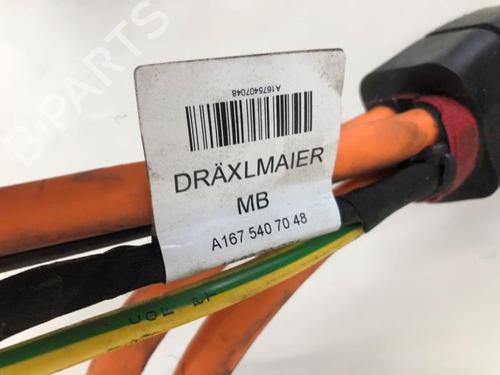 B-PARTS
A1675407048
DRÄXLMAIER
MB
A167 540 70 48